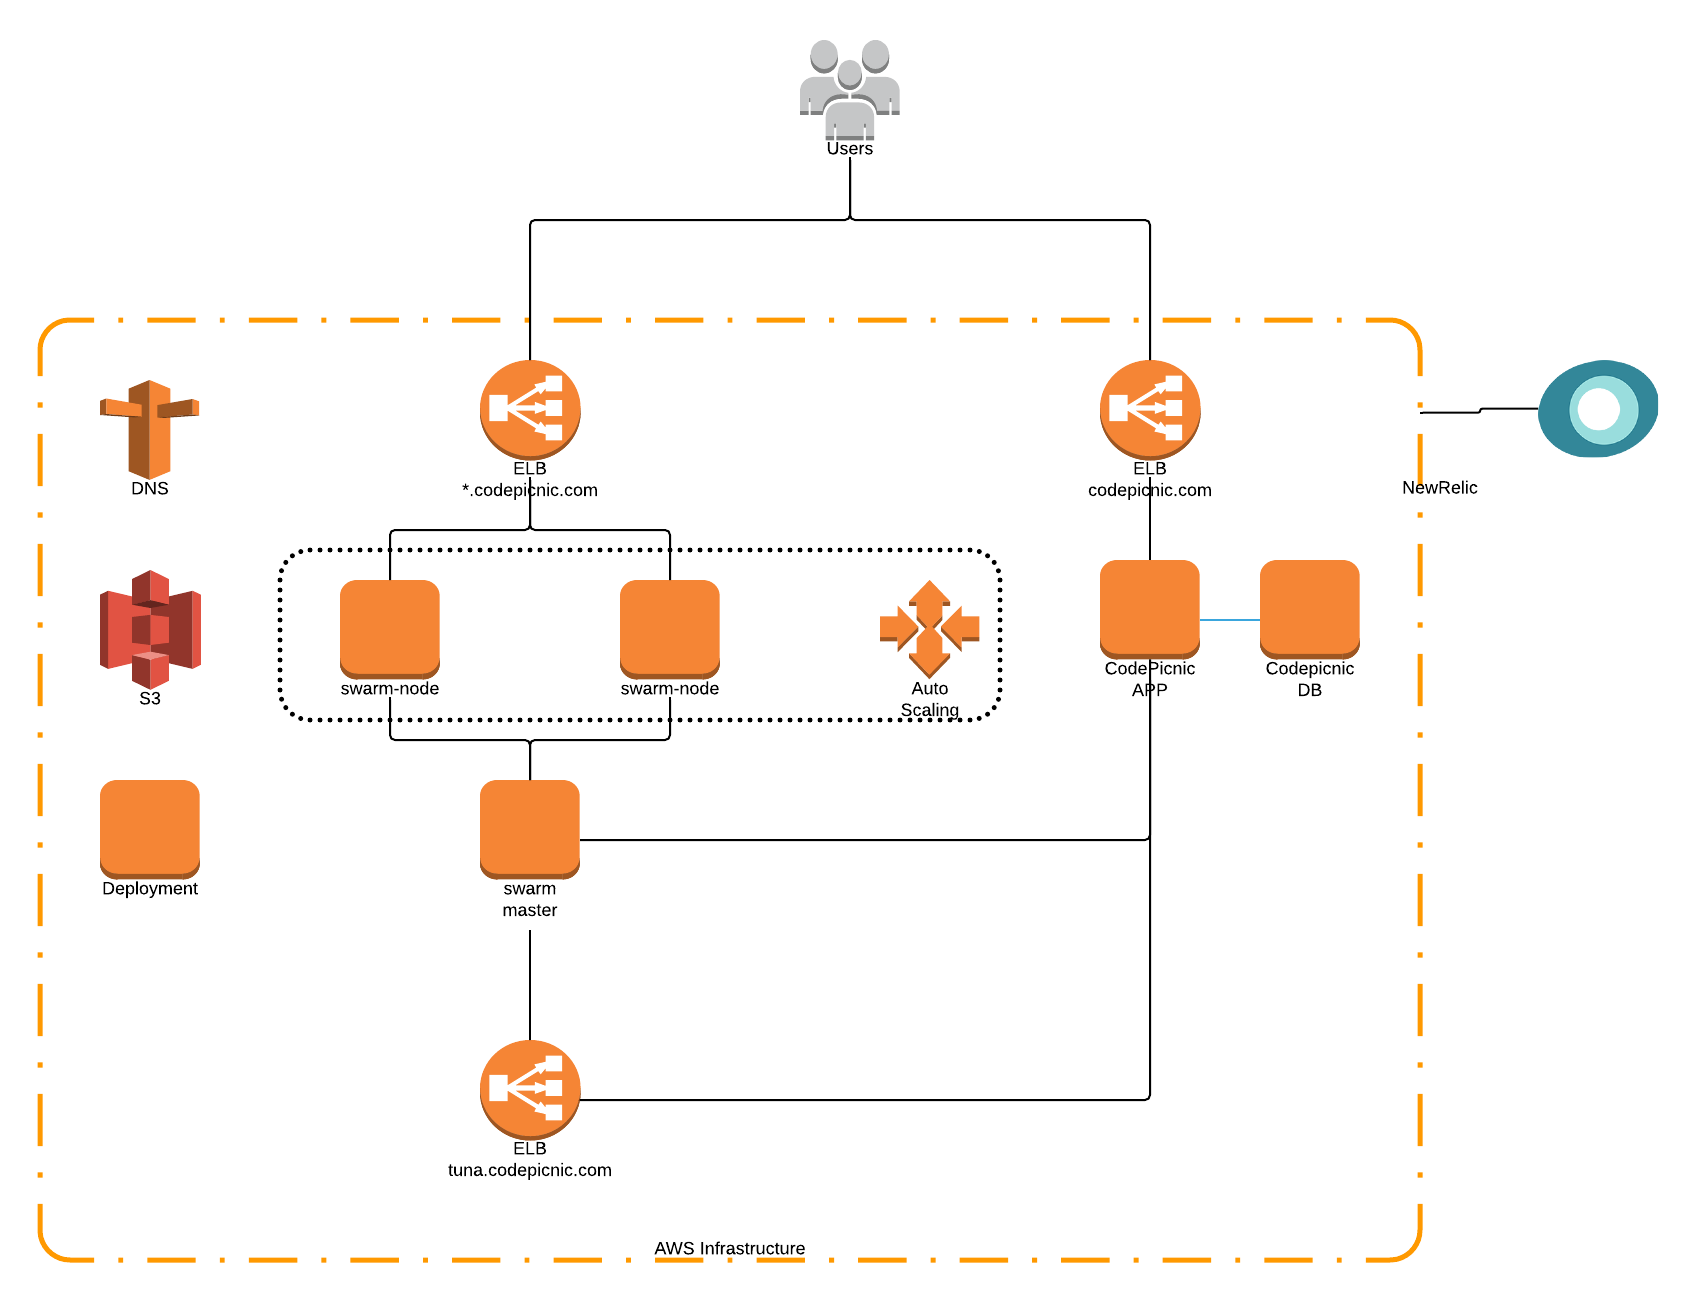 Users
DNS
ELB
*.codepicnic.com
ELB
codepicnic.com
NewRelic
S3
swarm-node
swarm-node
Auto
Scaling
CodePicnic
APP
Codepicnic
DB
Deployment
swarm
master
ELB
tuna.codepicnic.com
AWS Infrastructure